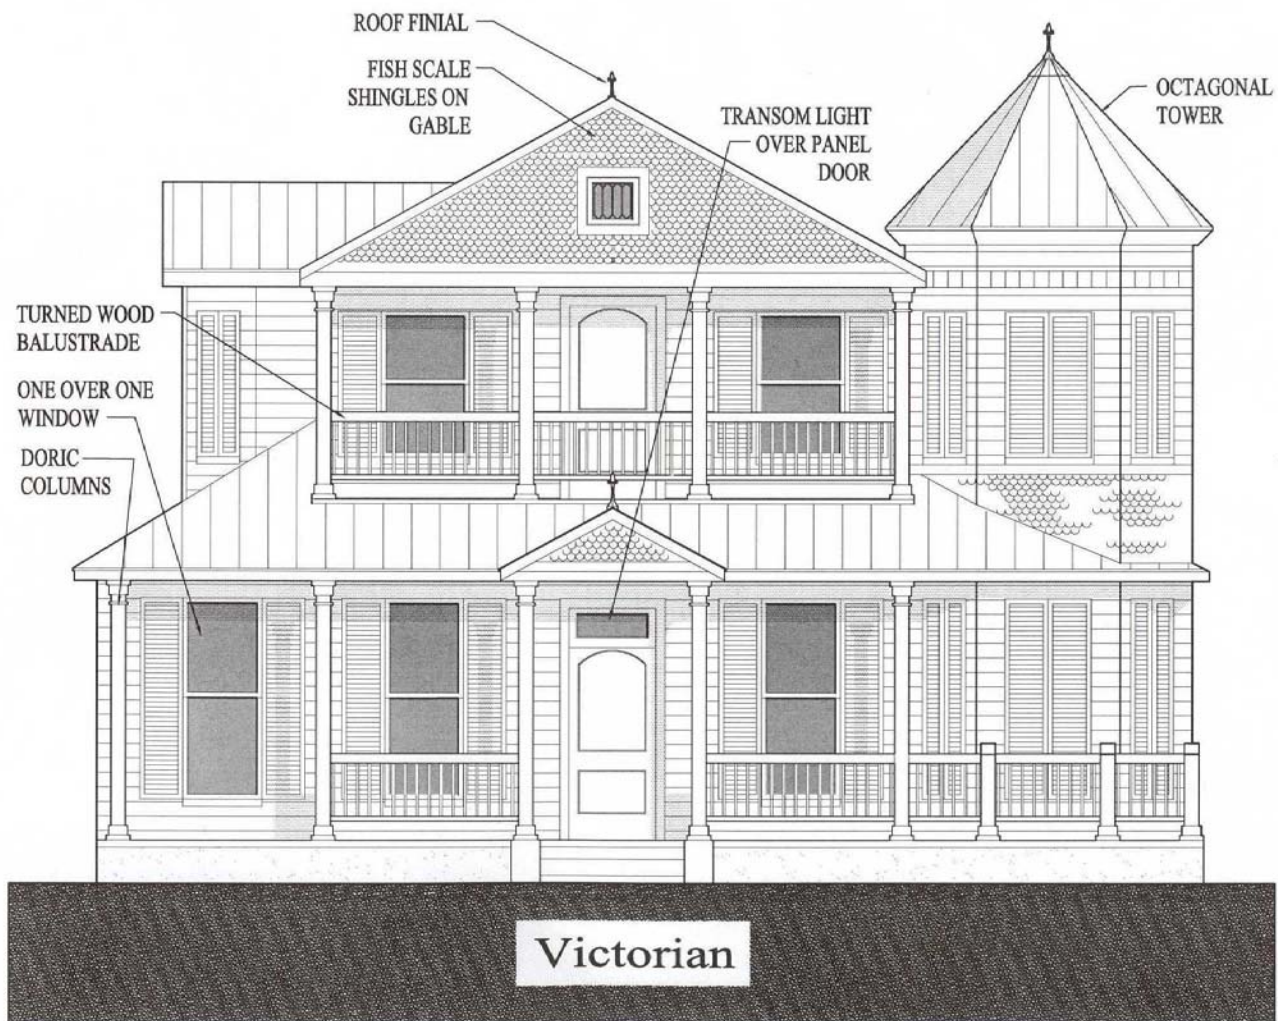 ROOF FINIAL
FISH SCALE
SHINGLES ON
GABLE
TRANSOM LIGHT
OVER PANEL
DOOR
OCTAGONAL
TOWER
TURNED WOOD
BALUSTRADE
ONE OVER ONE
WINDOW
DORIC
COLUMNS
Victorian